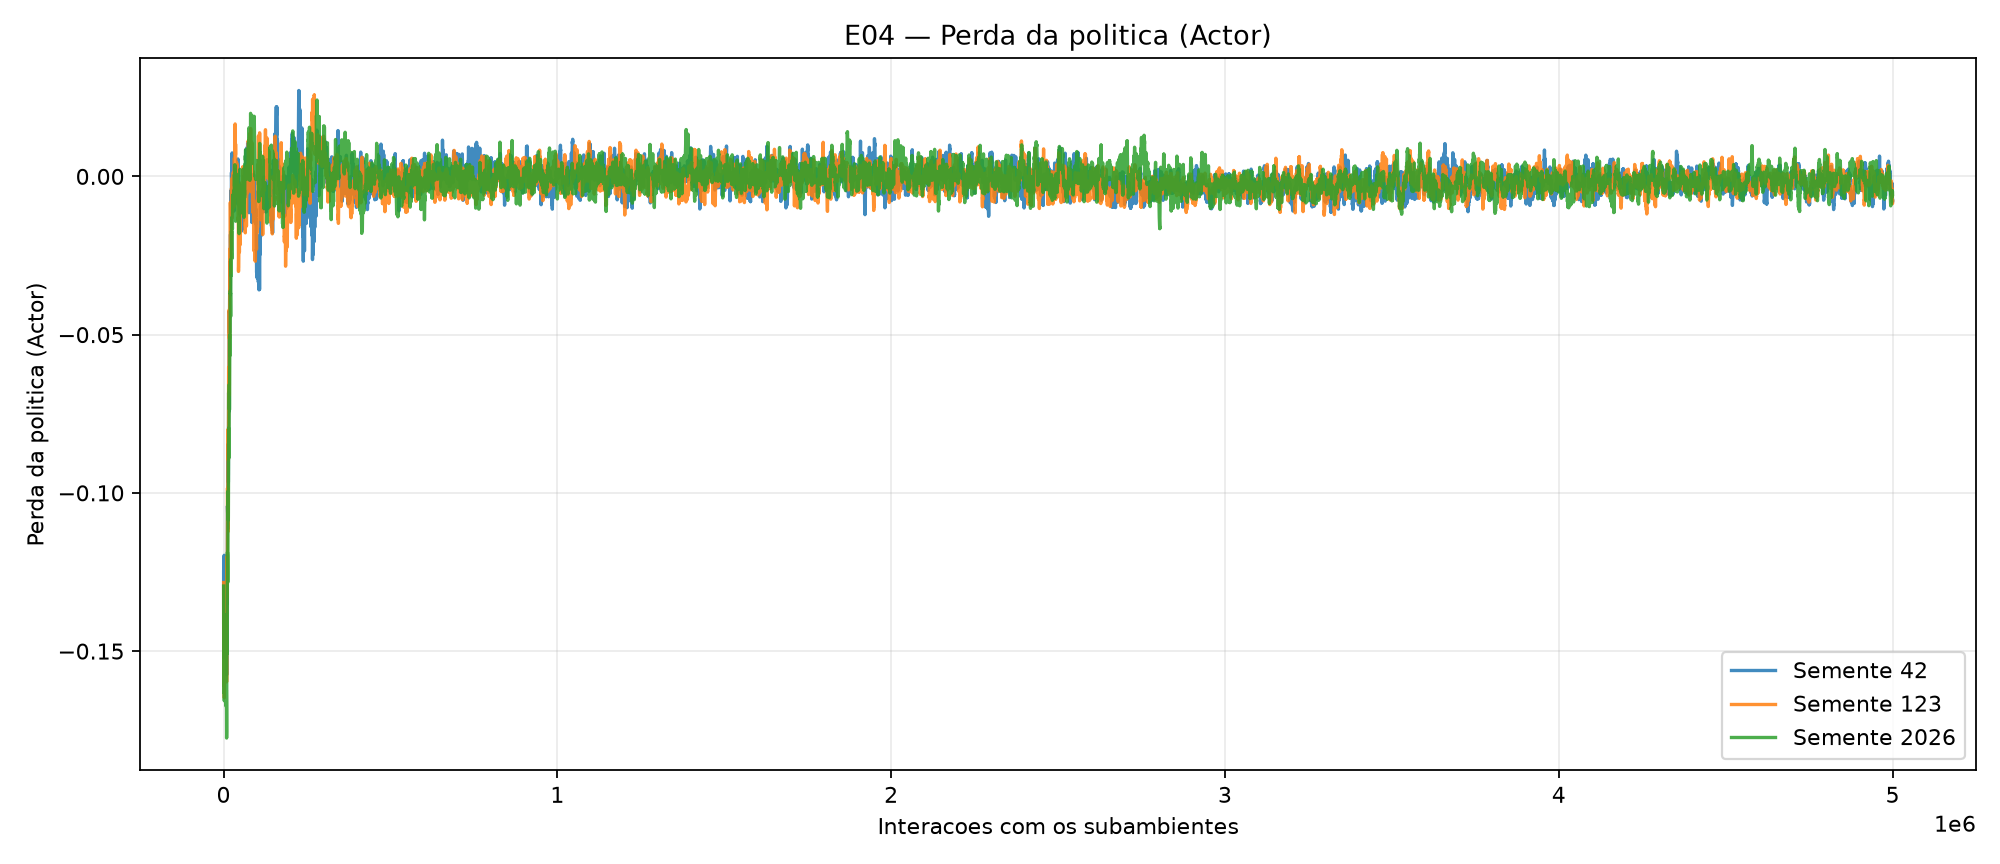 E04 — Perda da politica (Actor)
Perda da politica (Actor)
0.00
−0.05
−0.10
−0.15
0
1
2
3
4
5
1e6
Interacoes com os subambientes
Semente 42
Semente 123
Semente 2026